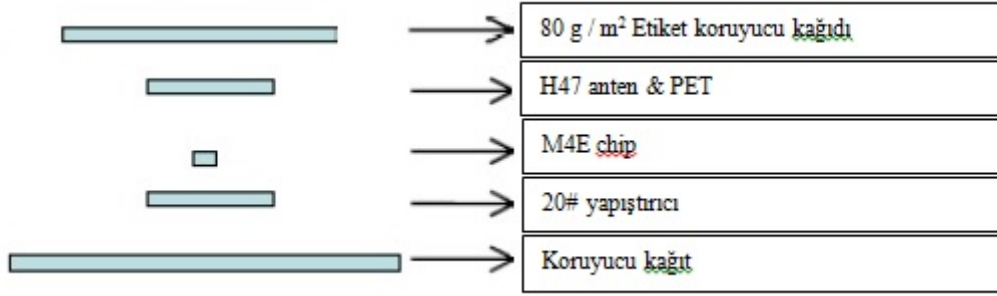 80 g / m² Etiket koruyucu kağıdı
H47 anten & PET
M4E chip
20# yapıştırıcı
Koruyucu kağıt